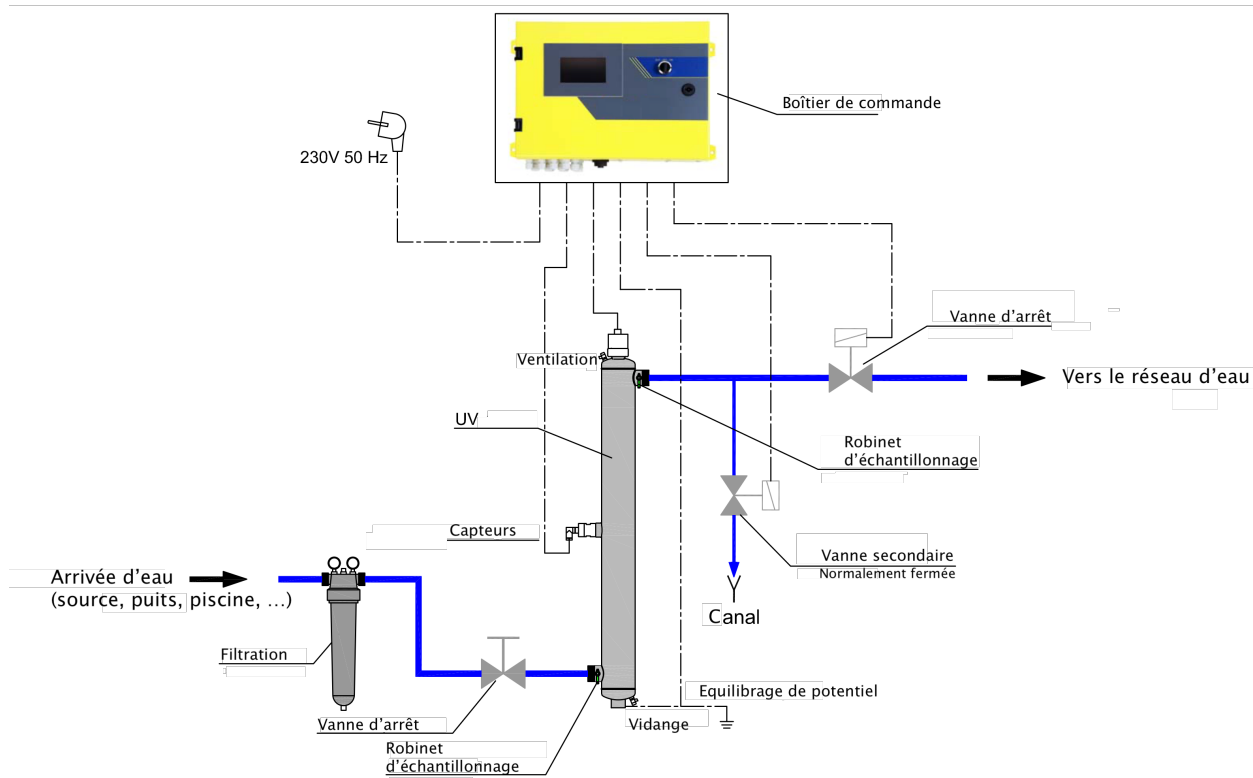 Boîtier de commande
230V 50 Hz
Vanne d'arrêt
Ventilation
Vers le réseau d'eau
UV
Robinet
d'échantillonnage
Capteurs
Vanne secondaire
Normalement fermée
Arrivée d'eau
(source, puits, piscine, ...)
Canal
Filtration
Equilibrage de potentiel
Vanne d'arrêt
Vidange
Robinet
d'échantillonnage